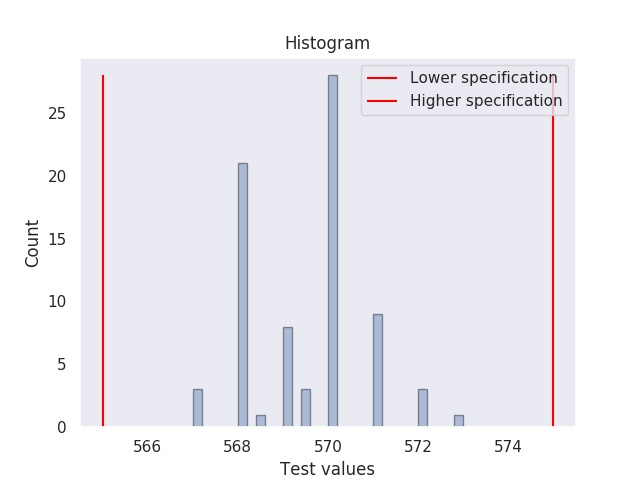 Histogram
Lower specification
Higher specification
25
20
15
10
5
0
Count
566 568 570 572 574
Test values